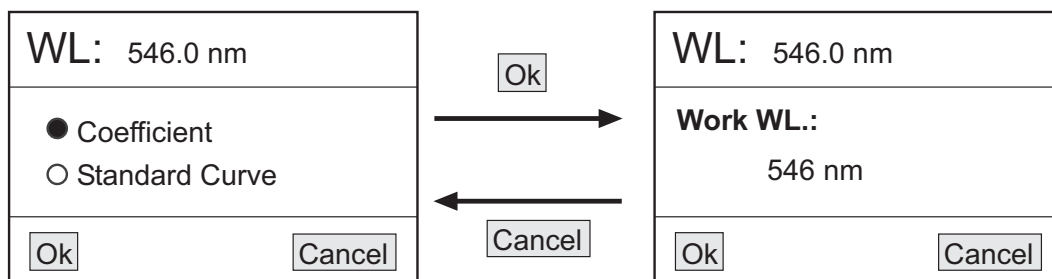 WL: 546.0 nm
Coefficient
Standard Curve
Ok Cancel
Ok
Cancel
WL: 546.0 nm
Work WL.:
546 nm
Ok Cancel